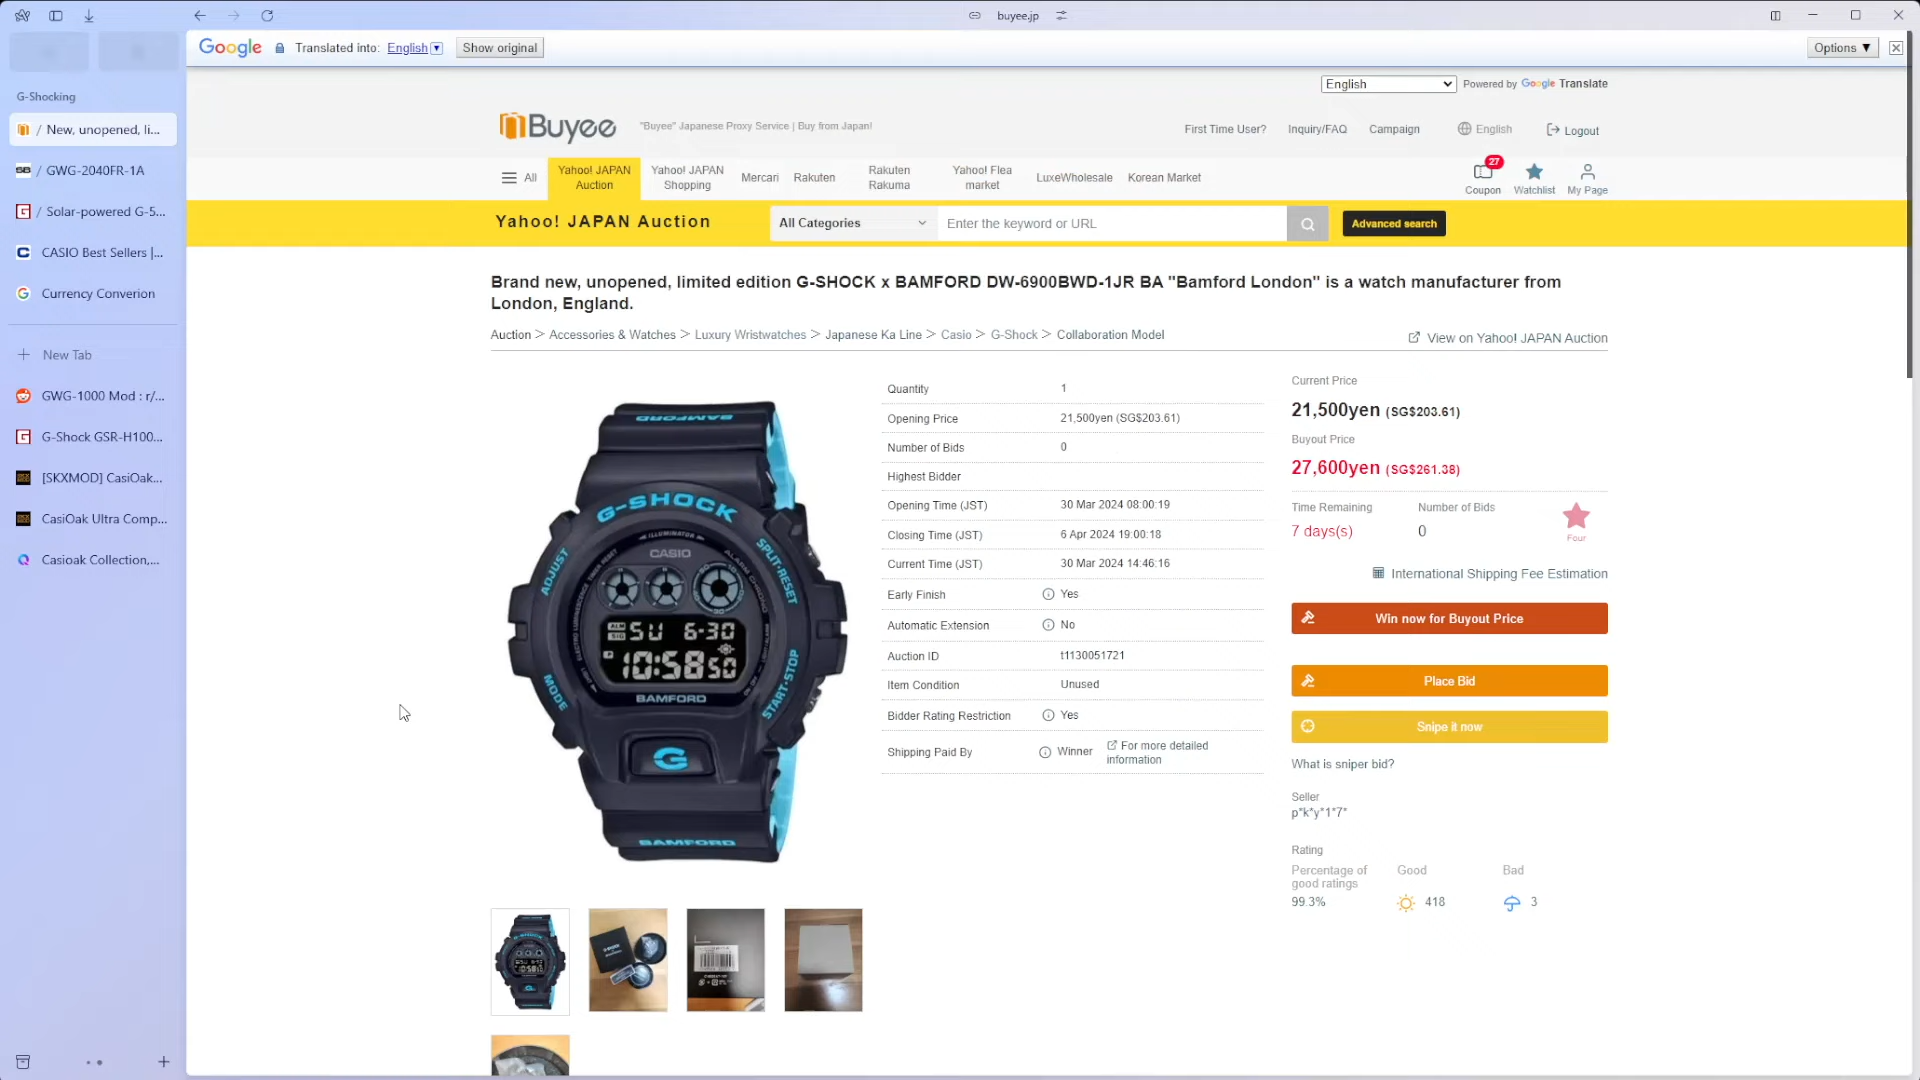 buyee.jp
Google Translated into: English Show original Options ▼
G-Shocking
/ New, unopened, li...
/ GWG-2040FR-1A
/ Solar-powered G-5...
CASIO Best Sellers |...
Currency Converion
New Tab
GWG-1000 Mod : r/...
G-Shock GSR-H100...
[SKXMOD] CasiOak...
CasiOak Ultra Comp...
Casioak Collection,...
English Powered by Google Translate
Buyee "Buyee" Japanese Proxy Service | Buy from Japan!
First Time User? Inquiry/FAQ Campaign English Logout
All
Yahoo! JAPAN
Auction
Yahoo! JAPAN
Shopping
Mercari
Rakuten
Rakuten
Rakuma
Yahoo! Flea
market
LuxeWholesale
Korean Market
27
Coupon Watchlist My Page
Yahoo! JAPAN Auction All Categories Enter the keyword or URL Advanced search
Brand new, unopened, limited edition G-SHOCK x BAMFORD DW-6900BWD-1JR BA "Bamford London" is a watch manufacturer from
London, England.
Auction > Accessories & Watches > Luxury Wristwatches > Japanese Ka Line > Casio > G-Shock > Collaboration Model
View on Yahoo! JAPAN Auction
BAMFORD
G-SHOCK
ILLUMINATOR
CASIO
ADJUST
SPLIT·RESET
ALARM CHRONO
ALM
SIG
SU 6-30
P
10:58 50
MODE
START·STOP
BAMFORD
G
BAMFORD
Quantity 1
Opening Price 21,500yen (SG$203.61)
Number of Bids 0
Highest Bidder
Opening Time (JST) 30 Mar 2024 08:00:19
Closing Time (JST) 6 Apr 2024 19:00:18
Current Time (JST) 30 Mar 2024 14:46:16
Early Finish Yes
Automatic Extension No
Auction ID t1130051721
Item Condition Unused
Bidder Rating Restriction Yes
Shipping Paid By Winner For more detailed
information
Current Price
21,500yen (SG$203.61)
Buyout Price
27,600yen (SG$261.38)
Time Remaining Number of Bids
7 days(s) 0
Four
International Shipping Fee Estimation
Win now for Buyout Price
Place Bid
Snipe it now
What is sniper bid?
Seller
p*k*y*1*7*
Rating
Percentage of
good ratings
Good Bad
99.3% 418 3